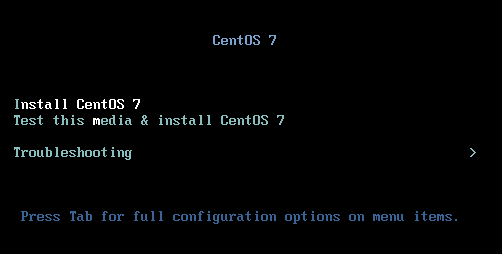 CentOS 7
Install CentOS 7
Test this media & install CentOS 7
Troubleshooting >
Press Tab for full configuration options on menu items.